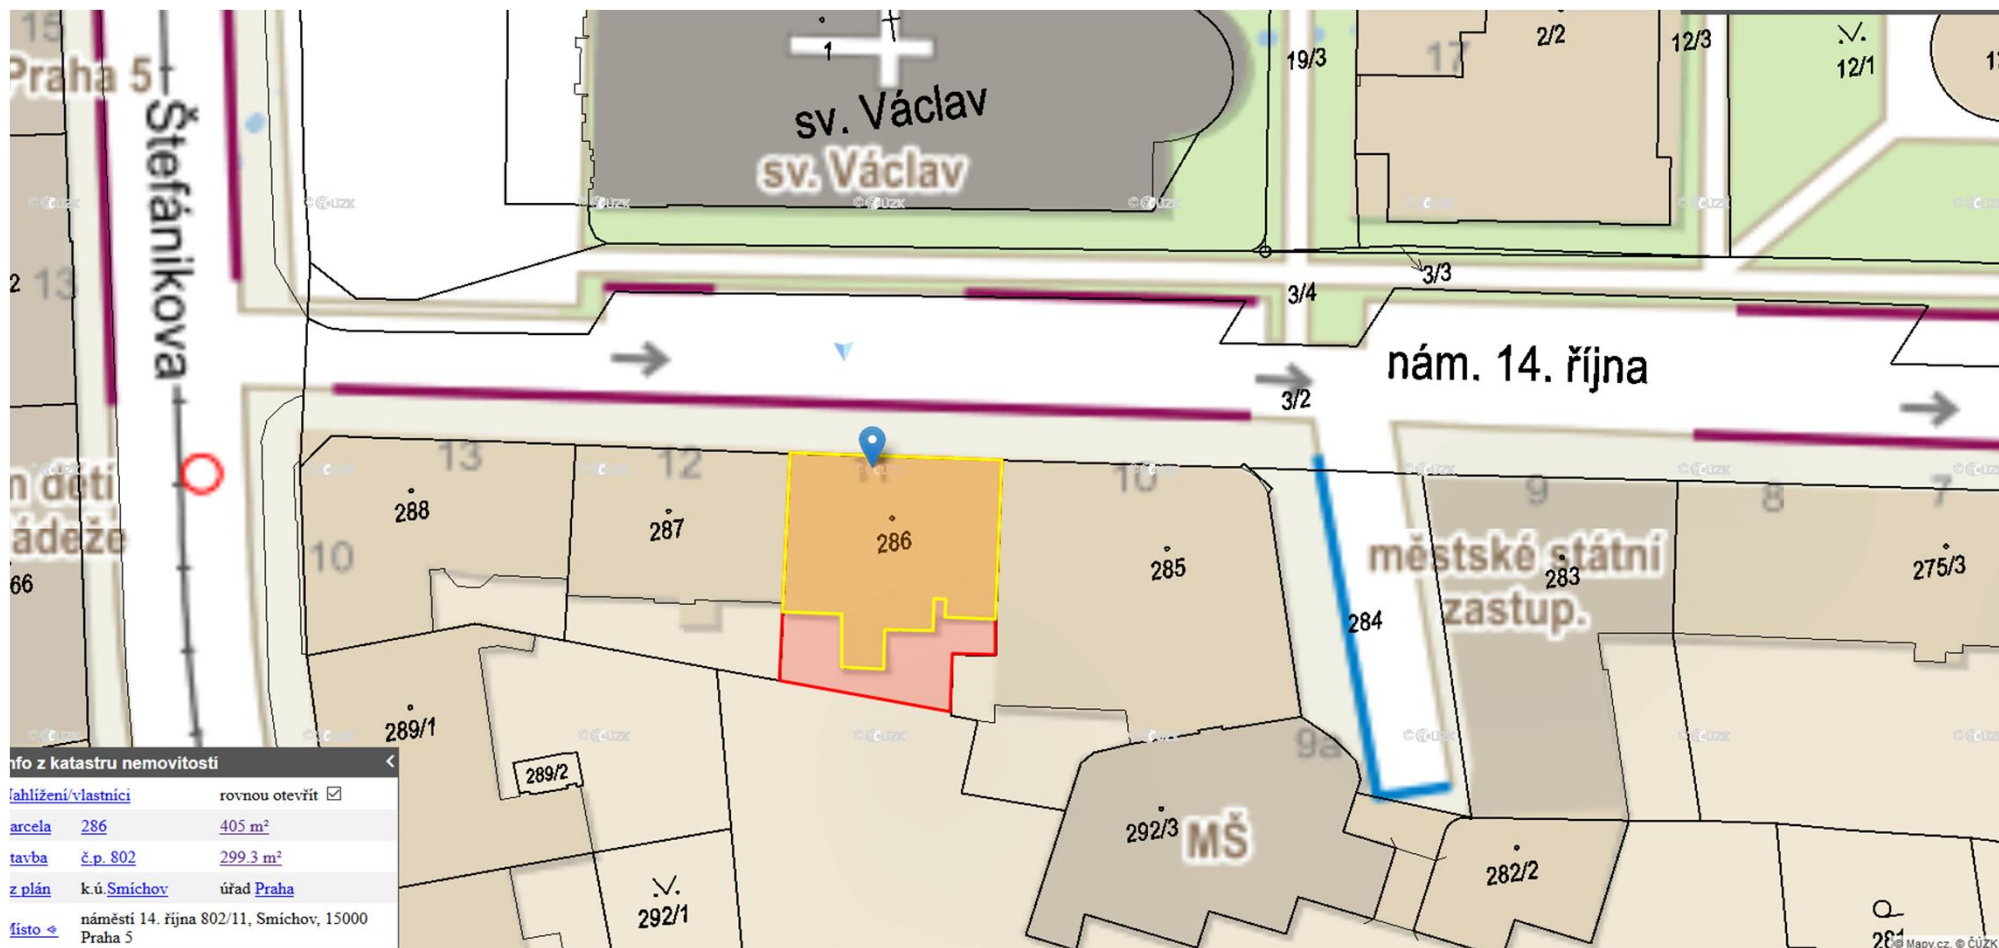 15
Praha 5
Štefánikova
13
1
sv. Václav
sv. Václav
19/3
17
2/2
12/3
12/1
3/3
3/4
nám. 14. října
3/2
13
12
11
10
9
8
7
288
287
286
285
284
283
275/3
městské státní
zastup.
10
66
289/1
289/2
292/1
292/3
MŠ
9a
282/2
nfo z katastru nemovitostí
ahlížení/vlastníci rovnou otevřít
arcela 286 405 m²
tavba č.p. 802 299.3 m²
z plán k.ú.Smíchov úřad Praha
ísto náměstí 14. října 802/11, Smíchov, 15000
Praha 5
© Mapy.cz, © ČÚZK